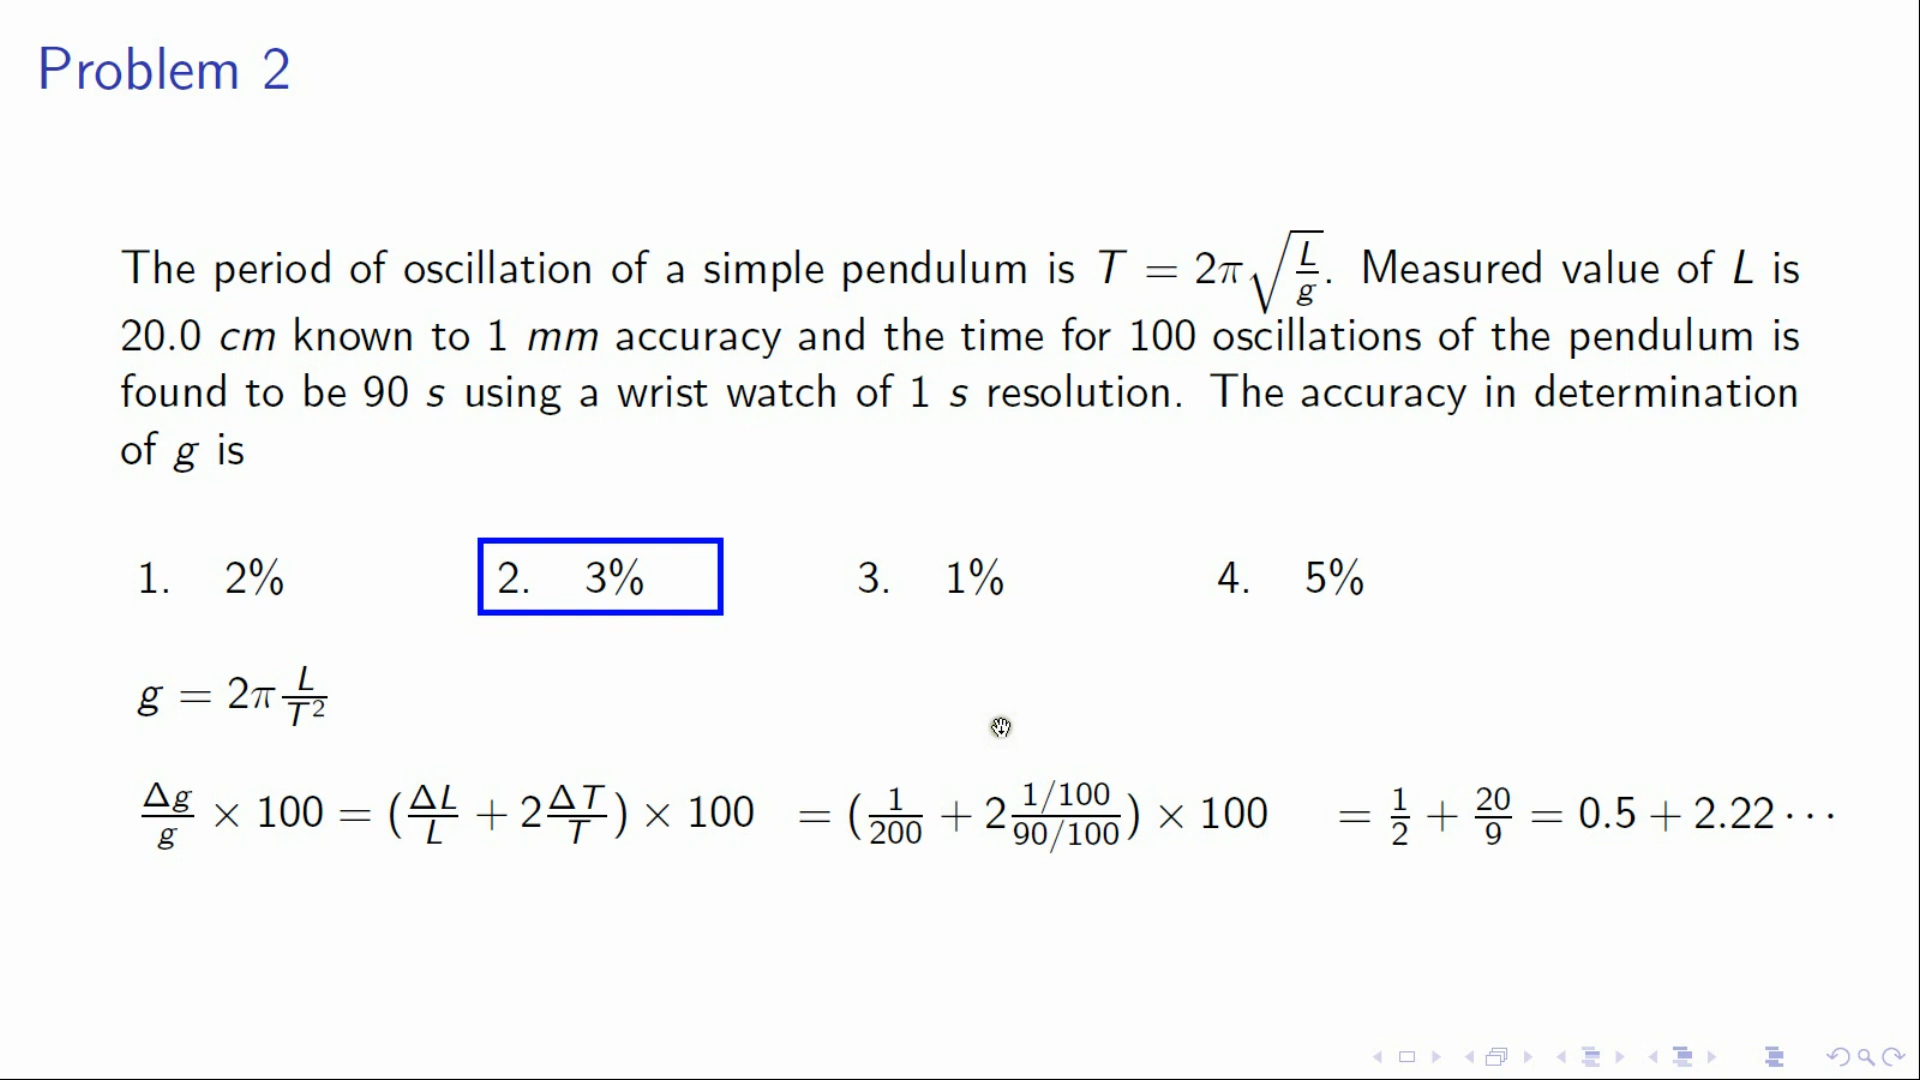 Problem 2
The period of oscillation of a simple pendulum is T = 2π√(L/g). Measured value of L is
20.0 cm known to 1 mm accuracy and the time for 100 oscillations of the pendulum is
found to be 90 s using a wrist watch of 1 s resolution. The accuracy in determination
of g is
1. 2% 2. 3% 3. 1% 4. 5%
g = 2π L/T²
Δg/g × 100 = (ΔL/L + 2 ΔT/T) × 100 = (1/200 + 2 (1/100)/(90/100)) × 100 = 1/2 + 20/9 = 0.5 + 2.22 ⋯